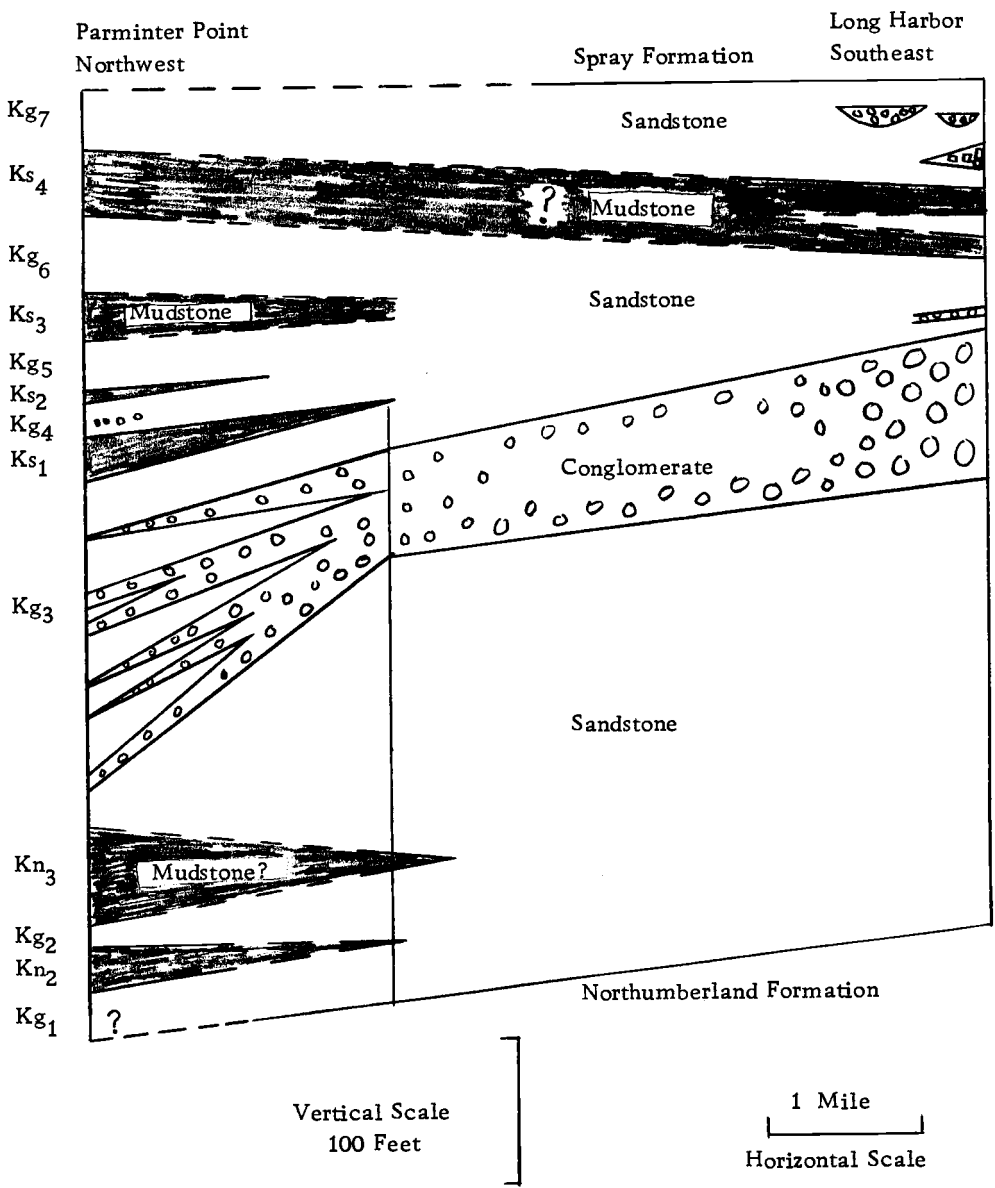 Parminter Point
Northwest
Spray Formation
Long Harbor
Southeast
Kg7
Sandstone
Ks4
?
Mudstone
Kg6
Sandstone
Mudstone
Ks3
Kg5
Ks2
Kg4
Ks1
Conglomerate
Kg3
Sandstone
Kn3
Mudstone?
Kg2
Kn2
Northumberland Formation
Kg1
?
Vertical Scale
100 Feet
1 Mile
Horizontal Scale